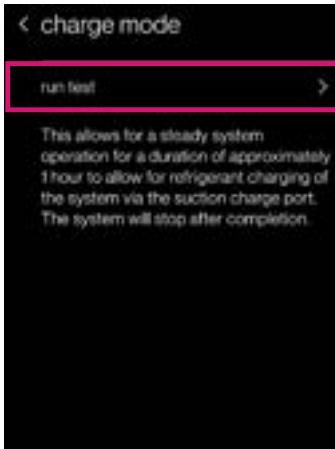 < charge mode
run test >
This allows for a steady system
operation for a duration of approximately
1 hour to allow for refrigerant charging of
the system via the suction charge port.
The system will stop after completion.